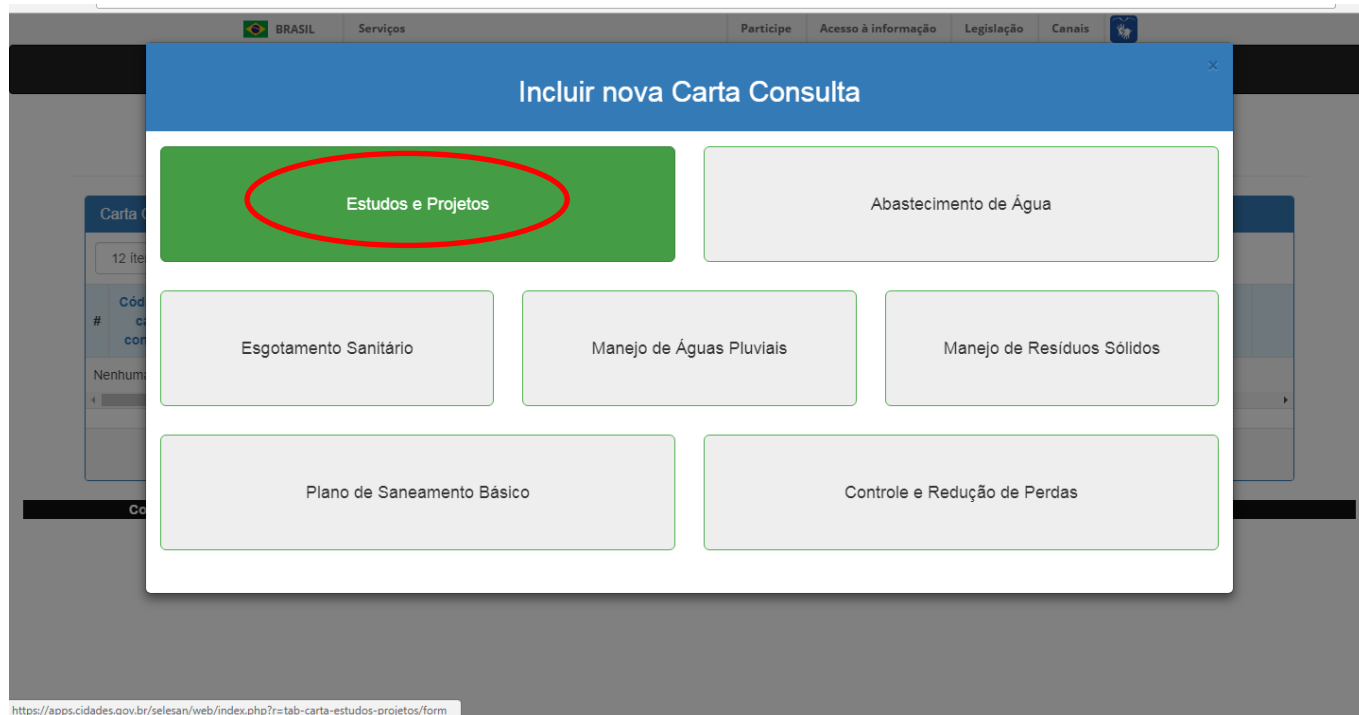 BRASIL Serviços Participe Acesso à informação Legislação Canais
Incluir nova Carta Consulta
×
Estudos e Projetos
Abastecimento de Água
Esgotamento Sanitário
Manejo de Águas Pluviais
Manejo de Resíduos Sólidos
Plano de Saneamento Básico
Controle e Redução de Perdas
Carta
12
#
https://apps.cidades.gov.br/selesan/web/index.php?r=tab-carta-estudos-projetos/form